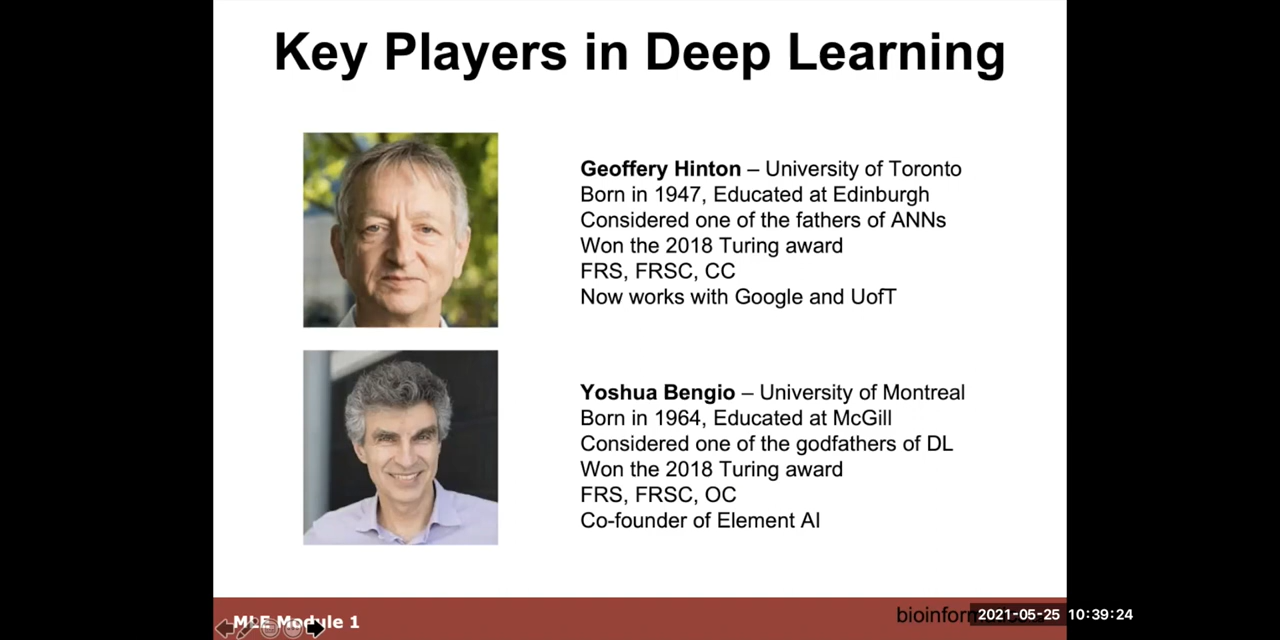 Key Players in Deep Learning
Geoffery Hinton – University of Toronto
Born in 1947, Educated at Edinburgh
Considered one of the fathers of ANNs
Won the 2018 Turing award
FRS, FRSC, CC
Now works with Google and UofT
Yoshua Bengio – University of Montreal
Born in 1964, Educated at McGill
Considered one of the godfathers of DL
Won the 2018 Turing award
FRS, FRSC, OC
Co-founder of Element AI
MLE Module 1
2021-05-25 10:39:24